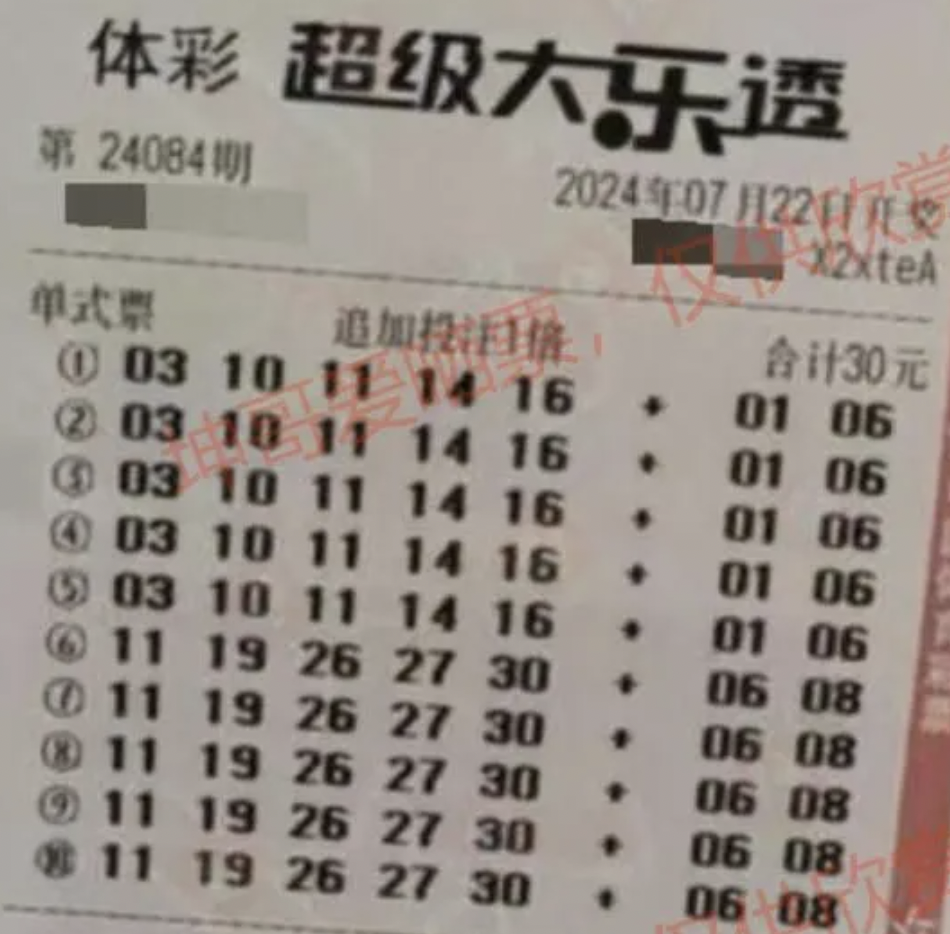 体彩 超级大乐透
第 24084期
2024年07月22日开奖
X2xteA
单式票 追加投注1倍 合计30元
① 03 10 11 14 16 + 01 06
② 03 10 11 14 16 + 01 06
③ 03 10 11 14 16 + 01 06
④ 03 10 11 14 16 + 01 06
⑤ 03 10 11 14 16 + 01 06
⑥ 11 19 26 27 30 + 06 08
⑦ 11 19 26 27 30 + 06 08
⑧ 11 19 26 27 30 + 06 08
⑨ 11 19 26 27 30 + 06 08
⑩ 11 19 26 27 30 + 06 08
坤哥爱晒票，仅供欣赏
仅供欣赏